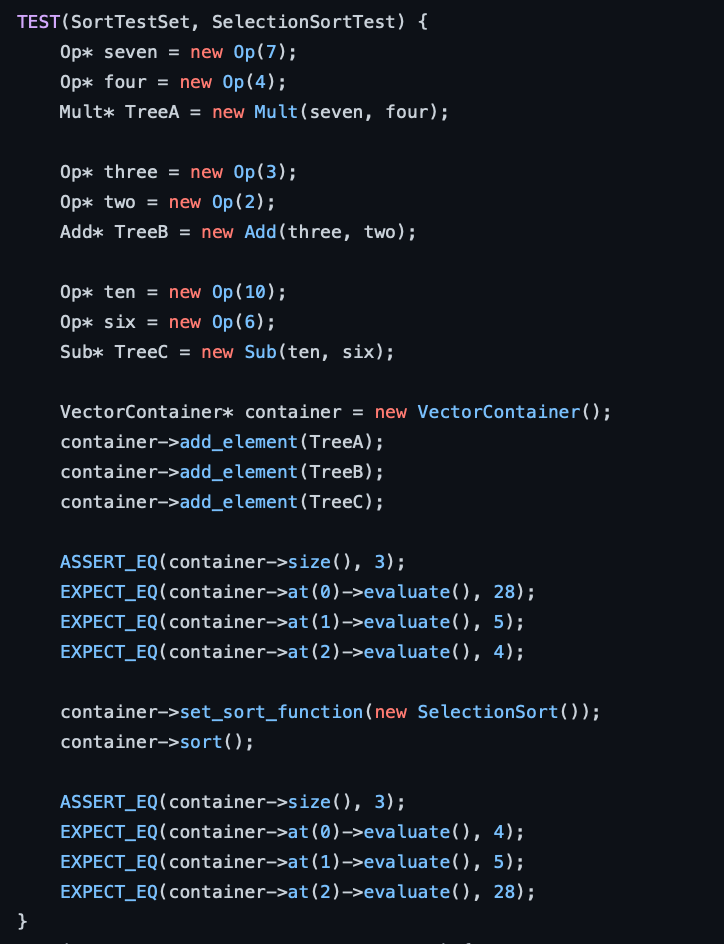 TEST(SortTestSet, SelectionSortTest) {
    Op* seven = new Op(7);
    Op* four = new Op(4);
    Mult* TreeA = new Mult(seven, four);

    Op* three = new Op(3);
    Op* two = new Op(2);
    Add* TreeB = new Add(three, two);

    Op* ten = new Op(10);
    Op* six = new Op(6);
    Sub* TreeC = new Sub(ten, six);

    VectorContainer* container = new VectorContainer();
    container->add_element(TreeA);
    container->add_element(TreeB);
    container->add_element(TreeC);

    ASSERT_EQ(container->size(), 3);
    EXPECT_EQ(container->at(0)->evaluate(), 28);
    EXPECT_EQ(container->at(1)->evaluate(), 5);
    EXPECT_EQ(container->at(2)->evaluate(), 4);

    container->set_sort_function(new SelectionSort());
    container->sort();

    ASSERT_EQ(container->size(), 3);
    EXPECT_EQ(container->at(0)->evaluate(), 4);
    EXPECT_EQ(container->at(1)->evaluate(), 5);
    EXPECT_EQ(container->at(2)->evaluate(), 28);
}